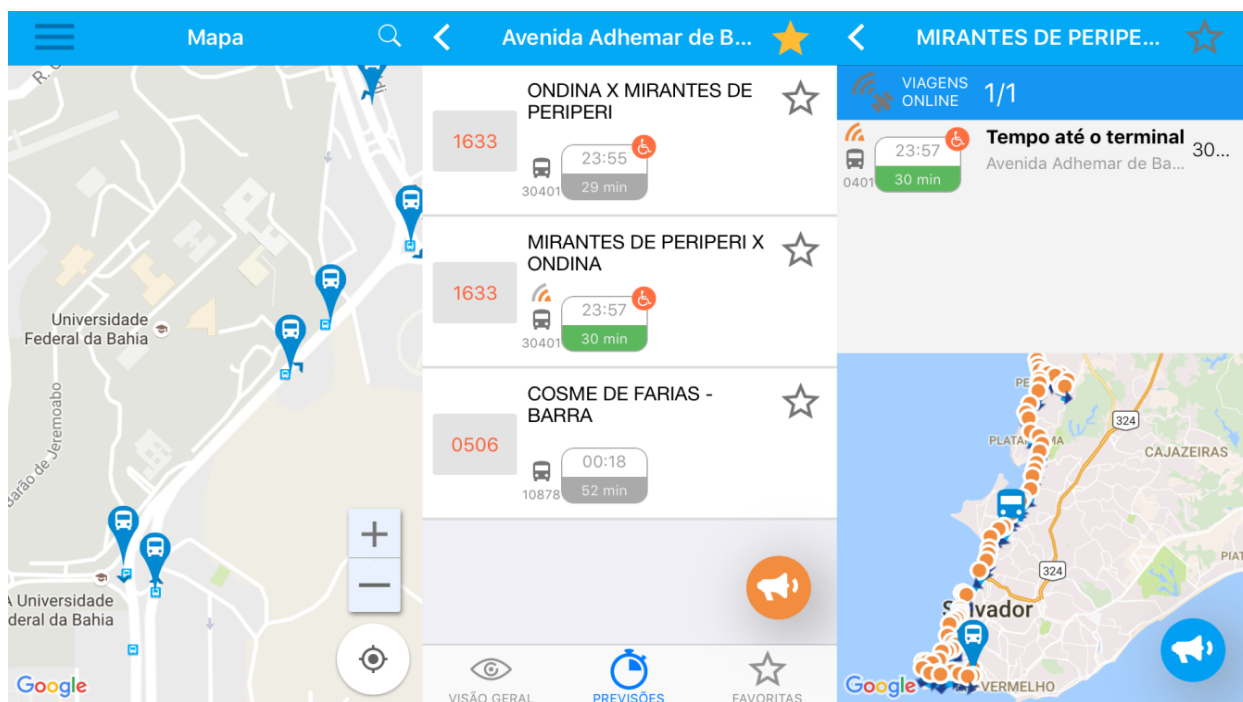 Mapa
Universidade
Federal da Bahia
Barão de Jeremoabo
Universidade
deral da Bahia
Google
Avenida Adhemar de B...
ONDINA X MIRANTES DE
PERIPERI
1633
23:55
30401
29 min
MIRANTES DE PERIPERI X
ONDINA
1633
23:57
30401
30 min
COSME DE FARIAS -
BARRA
0506
00:18
10878
52 min
VISÃO GERAL
PREVISÕES
FAVORITAS
MIRANTES DE PERIPE...
VIAGENS
ONLINE
1/1
Tempo até o terminal
30...
23:57
Avenida Adhemar de Ba...
0401
30 min
324
CAJAZEIRAS
324
VERMELHO
Google